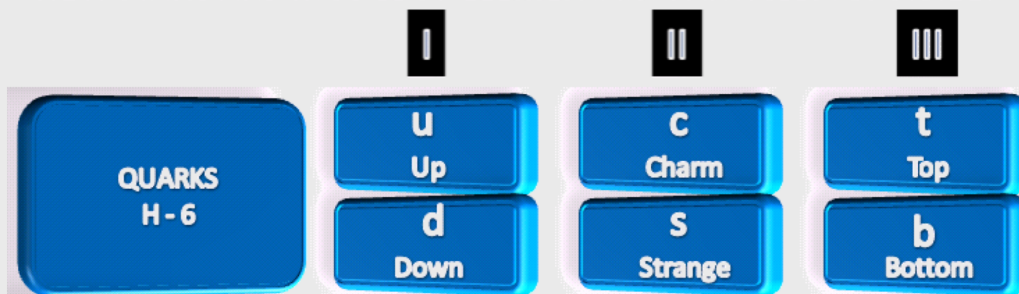 I
II
III
QUARKS
H - 6
u
Up
c
Charm
t
Top
d
Down
s
Strange
b
Bottom